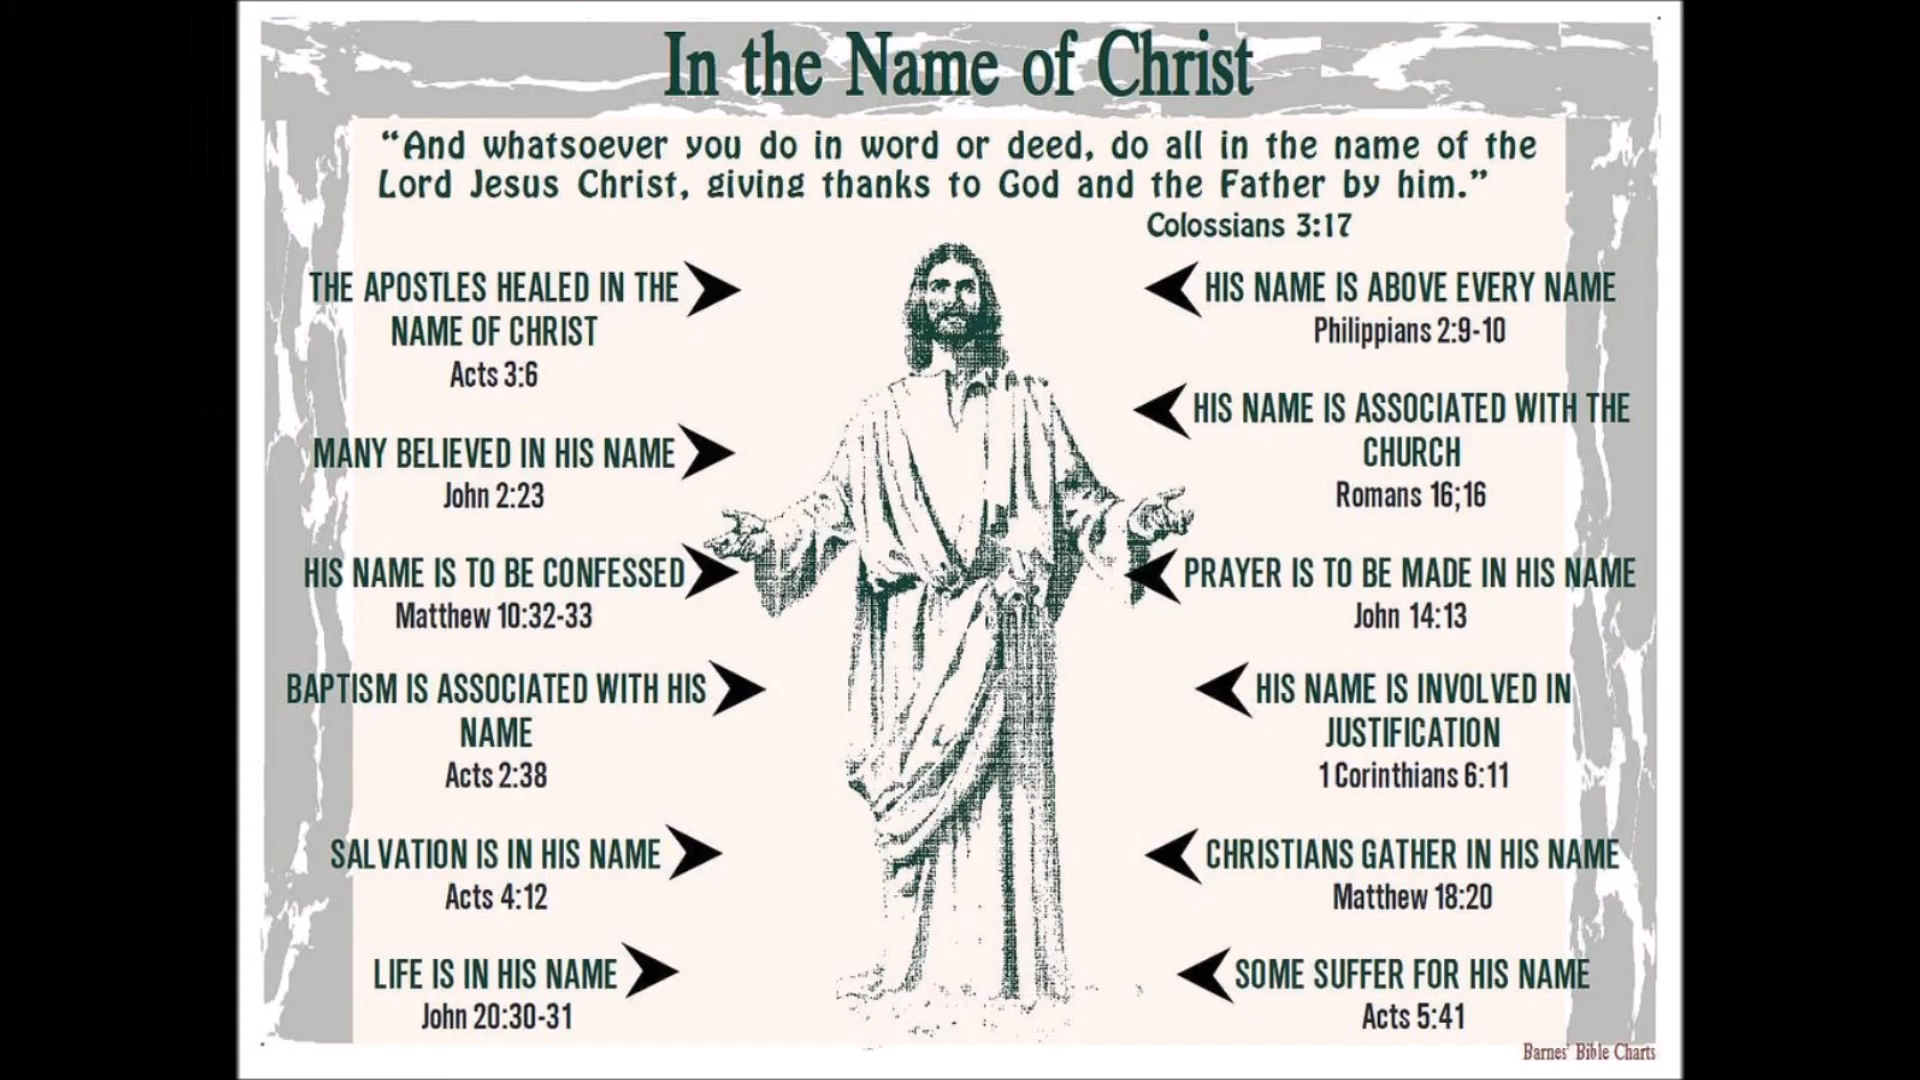 In the Name of Christ
“And whatsoever you do in word or deed, do all in the name of the
Lord Jesus Christ, giving thanks to God and the Father by him.”
Colossians 3:17
THE APOSTLES HEALED IN THE
NAME OF CHRIST
Acts 3:6
MANY BELIEVED IN HIS NAME
John 2:23
HIS NAME IS TO BE CONFESSED
Matthew 10:32-33
BAPTISM IS ASSOCIATED WITH HIS
NAME
Acts 2:38
SALVATION IS IN HIS NAME
Acts 4:12
LIFE IS IN HIS NAME
John 20:30-31
HIS NAME IS ABOVE EVERY NAME
Philippians 2:9-10
HIS NAME IS ASSOCIATED WITH THE
CHURCH
Romans 16;16
PRAYER IS TO BE MADE IN HIS NAME
John 14:13
HIS NAME IS INVOLVED IN
JUSTIFICATION
1 Corinthians 6:11
CHRISTIANS GATHER IN HIS NAME
Matthew 18:20
SOME SUFFER FOR HIS NAME
Acts 5:41
Barnes' Bible Charts